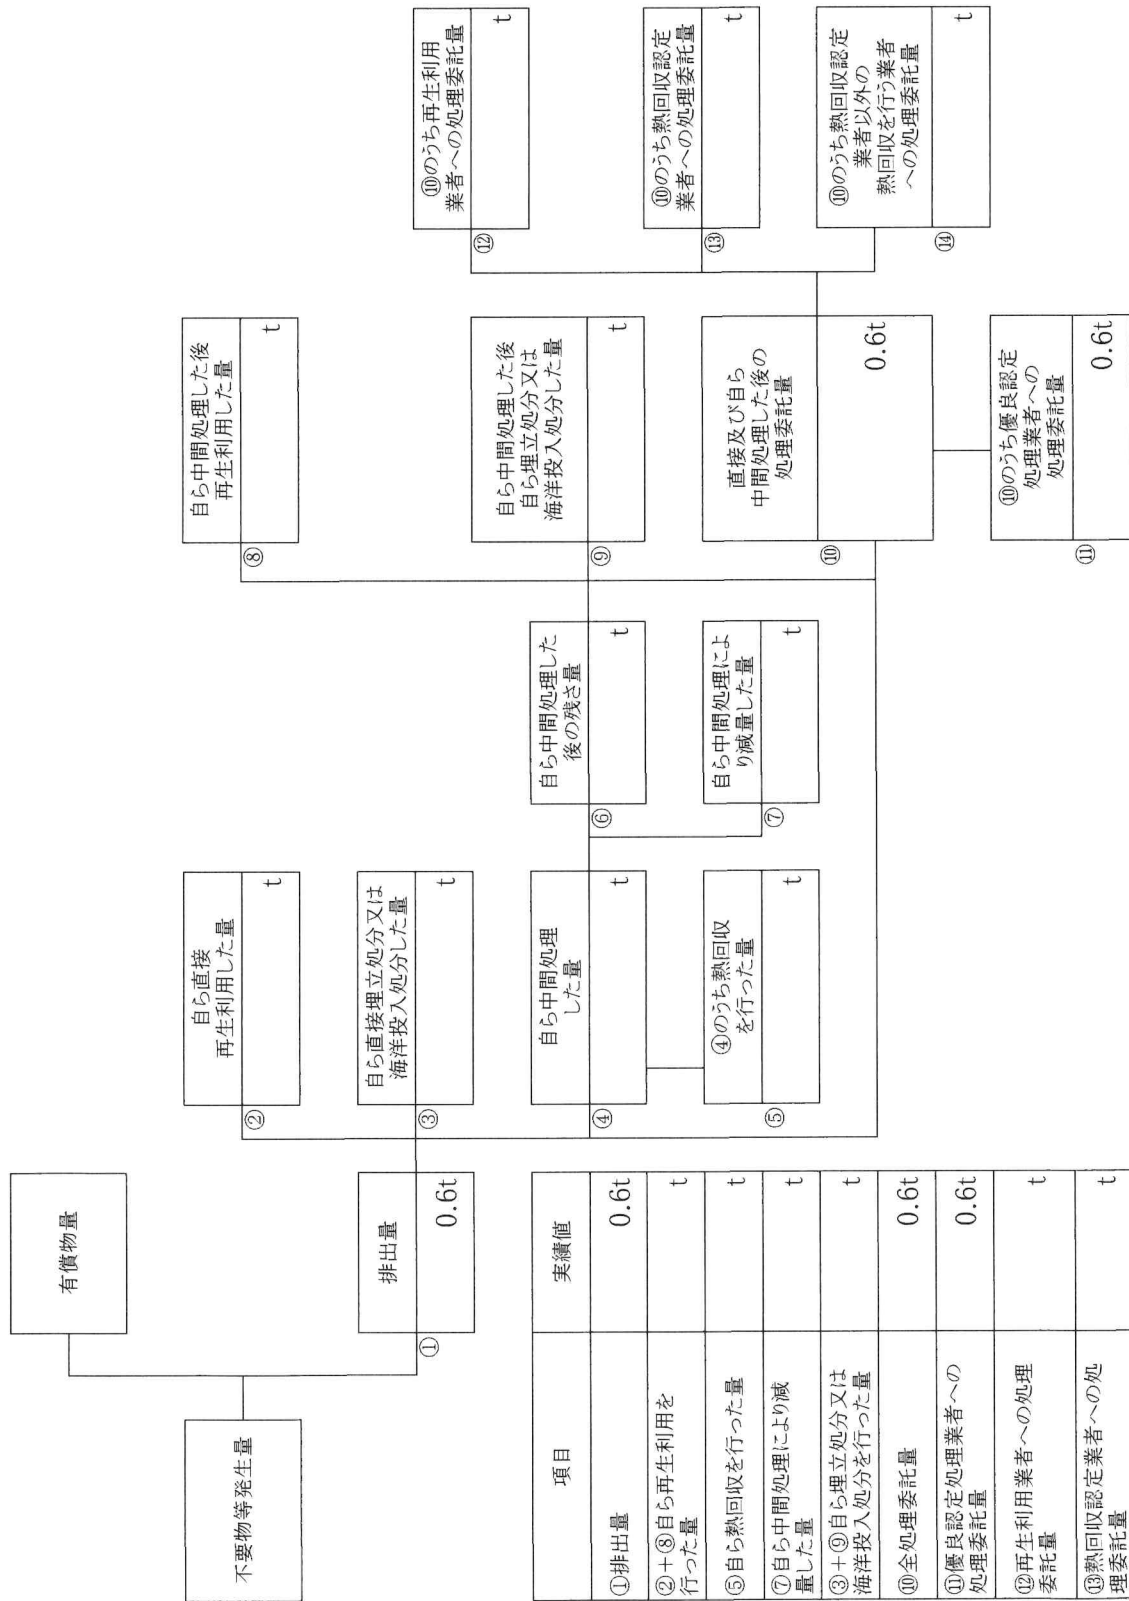 不要物等発生量
有償物量
①
排出量
0.6t
②
自ら直接
再生利用した量
t
③
自ら直接埋立処分又は
海洋投入処分した量
t
④
自ら中間処理
した量
t
⑤
④のうち熱回収
を行った量
t
⑥
自ら中間処理した
後の残さ量
t
⑦
自ら中間処理によ
り減量した量
t
⑧
自ら中間処理した後
再生利用した量
t
⑨
自ら中間処理した後
自ら埋立処分又は
海洋投入処分した量
t
⑩
直接及び自ら
中間処理した後の
処理委託量
0.6t
⑪
⑩のうち優良認定
処理業者への
処理委託量
0.6t
⑫
⑩のうち再生利用
業者への処理委託量
t
⑬
⑩のうち熱回収認定
業者への処理委託量
t
⑭
⑩のうち熱回収認定
業者以外の
熱回収を行う業者
への処理委託量
t
項目
実績値
①排出量
0.6t
②+⑧自ら再生利用を
行った量
t
⑤自ら熱回収を行った量
t
⑦自ら中間処理により減
量した量
t
③+⑨自ら埋立処分又は
海洋投入処分を行った量
t
⑩全処理委託量
0.6t
⑪優良認定処理業者への
処理委託量
0.6t
⑫再生利用業者への処理
委託量
t
⑬熱回収認定業者への処
理委託量
t